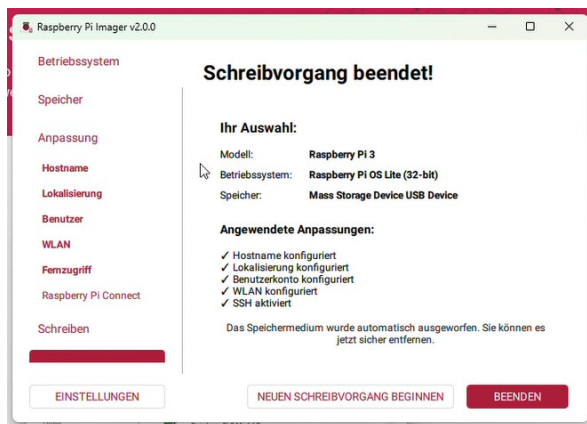 Raspberry Pi Imager v2.0.0
Betriebssystem
Speicher
Anpassung
Hostname
Lokalisierung
Benutzer
WLAN
Fernzugriff
Raspberry Pi Connect
Schreiben
Schreibvorgang beendet!
Ihr Auswahl:
Modell: Raspberry Pi 3
Betriebssystem: Raspberry Pi OS Lite (32-bit)
Speicher: Mass Storage Device USB Device
Angewendete Anpassungen:
✓ Hostname konfiguriert
✓ Lokalisierung konfiguriert
✓ Benutzerkonto konfiguriert
✓ WLAN konfiguriert
✓ SSH aktiviert
Das Speichermedium wurde automatisch ausgeworfen. Sie können es
jetzt sicher entfernen.
EINSTELLUNGEN
NEUEN SCHREIBVORGANG BEGINNEN
BEENDEN